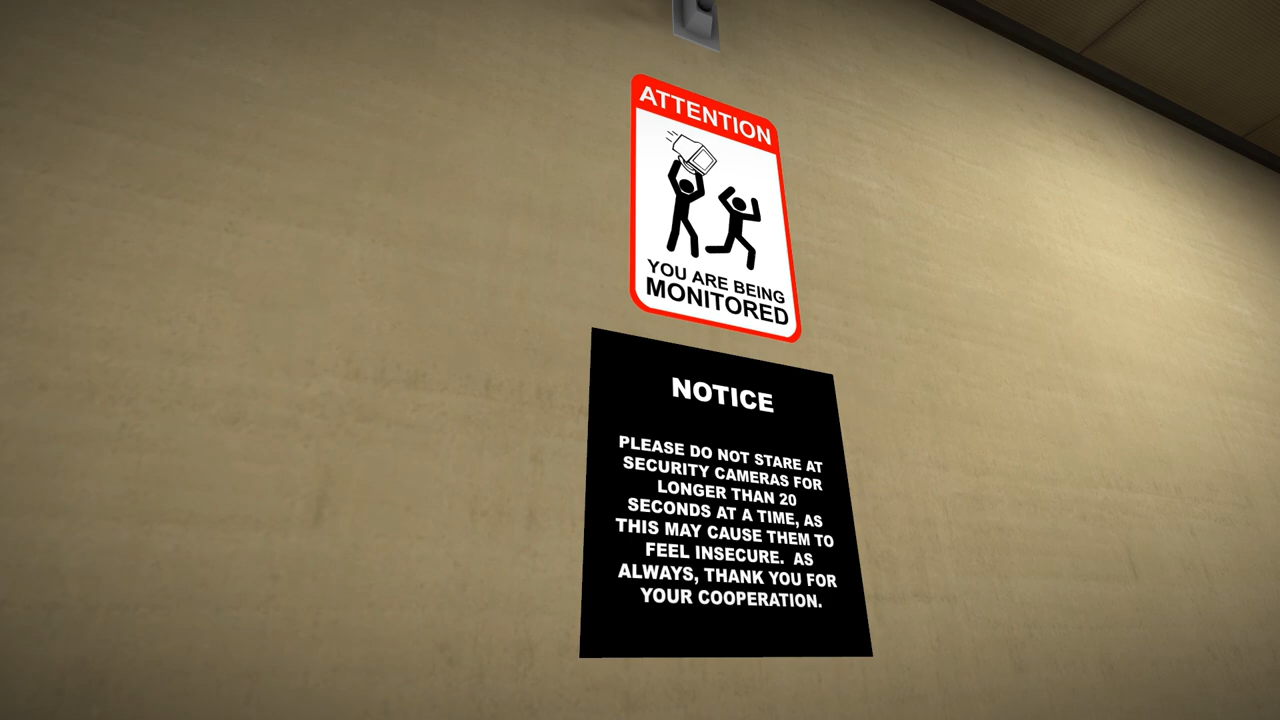 ATTENTION
YOU ARE BEING
MONITORED
NOTICE
PLEASE DO NOT STARE AT
SECURITY CAMERAS FOR
LONGER THAN 20
SECONDS AT A TIME, AS
THIS MAY CAUSE THEM TO
FEEL INSECURE.  AS
ALWAYS, THANK YOU FOR
YOUR COOPERATION.